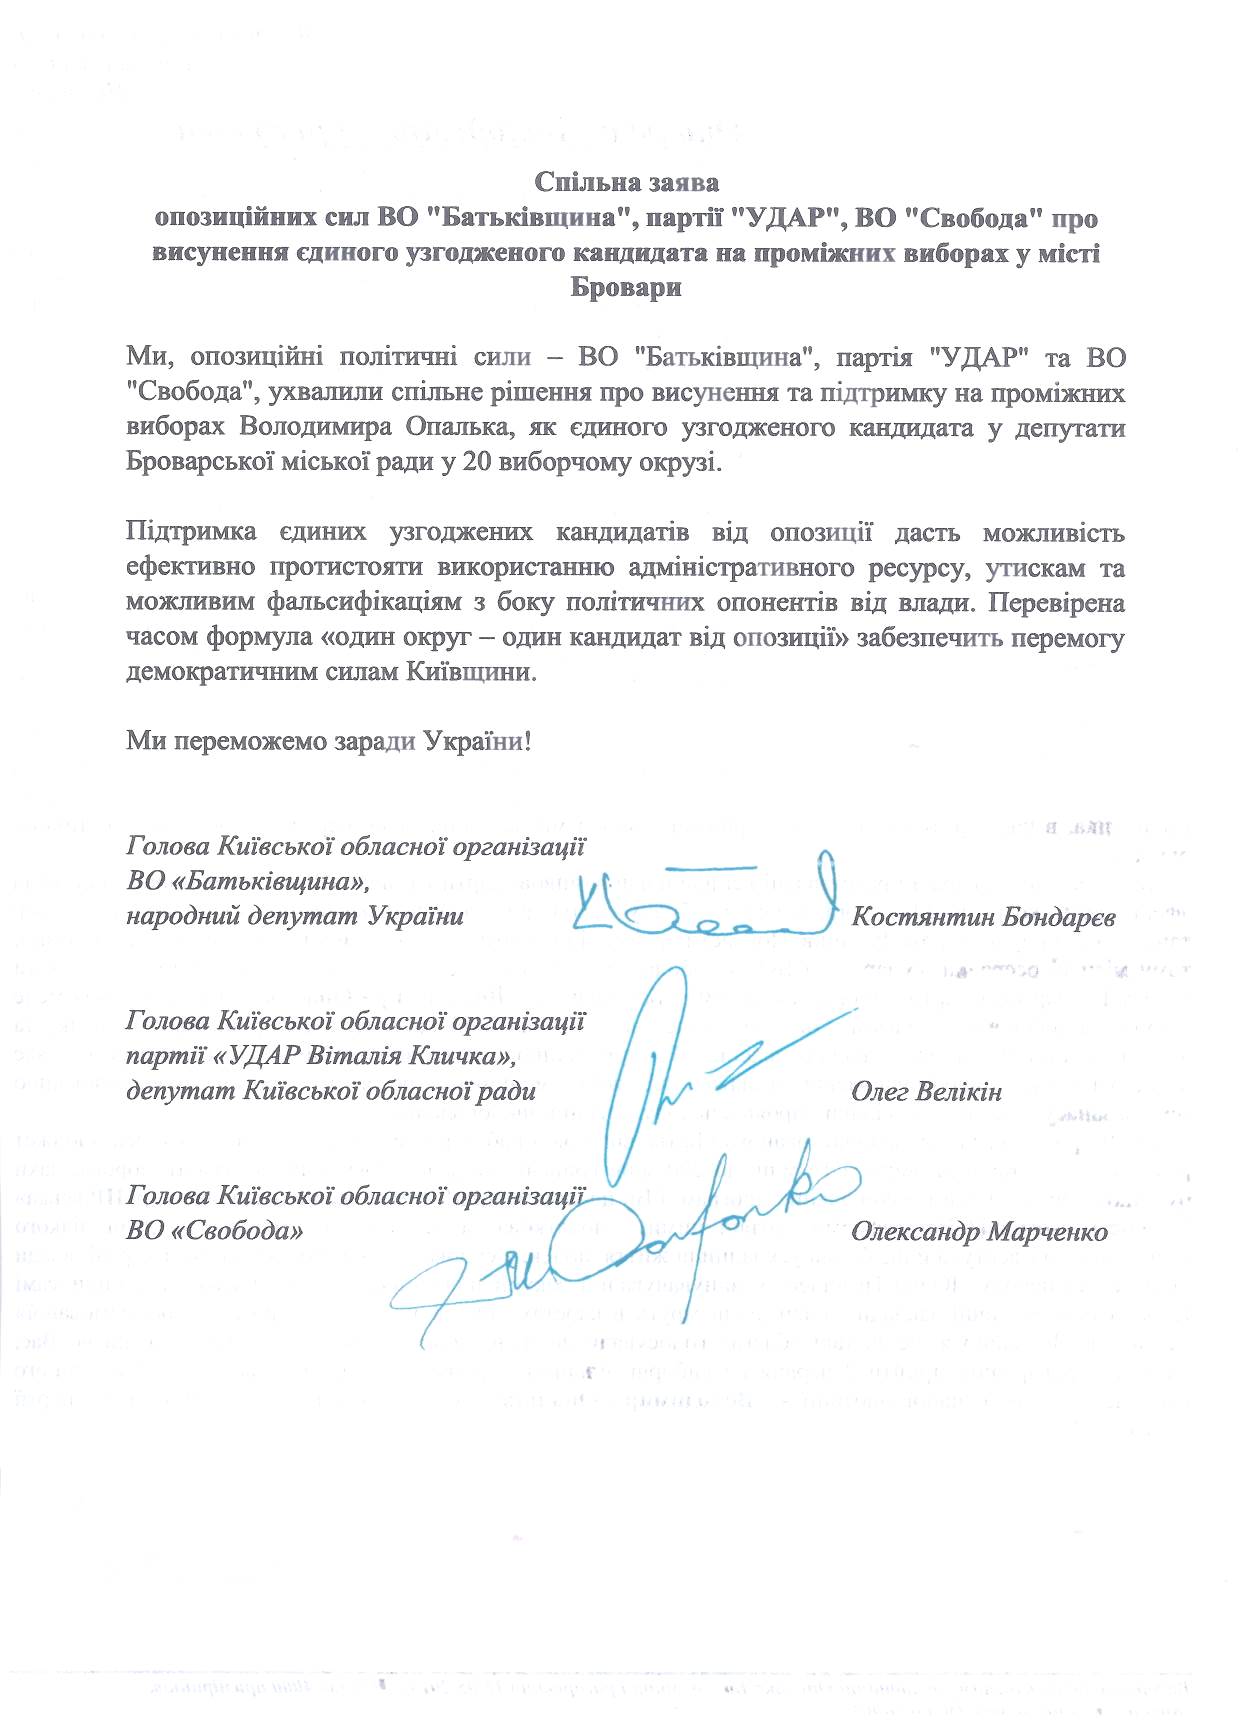 Спільна заява
опозиційних сил ВО "Батьківщина", партії "УДАР", ВО "Свобода" про
висунення єдиного узгодженого кандидата на проміжних виборах у місті
Бровари
Ми, опозиційні політичні сили – ВО "Батьківщина", партія "УДАР" та ВО
"Свобода", ухвалили спільне рішення про висунення та підтримку на проміжних
виборах Володимира Опалька, як єдиного узгодженого кандидата у депутати
Броварської міської ради у 20 виборчому окрузі.
Підтримка єдиних узгоджених кандидатів від опозиції дасть можливість
ефективно протистояти використанню адміністративного ресурсу, утискам та
можливим фальсифікаціям з боку політичних опонентів від влади. Перевірена
часом формула «один округ – один кандидат від опозиції» забезпечить перемогу
демократичним силам Київщини.
Ми переможемо заради України!
Голова Київської обласної організації
ВО «Батьківщина»,
народний депутат України Костянтин Бондарєв
Голова Київської обласної організації
партії «УДАР Віталія Кличка»,
депутат Київської обласної ради Олег Велікін
Голова Київської обласної організації
ВО «Свобода» Олександр Марченко